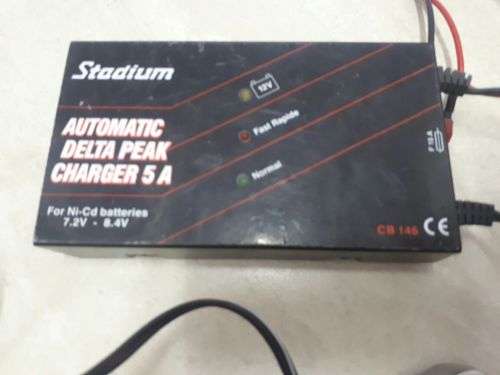 Stadium
AUTOMATIC
DELTA PEAK
CHARGER 5 A
For Ni-Cd batteries
7.2V - 8.4V
12V
Fast Rapide
Normal
F 10 A
CB 146 CE